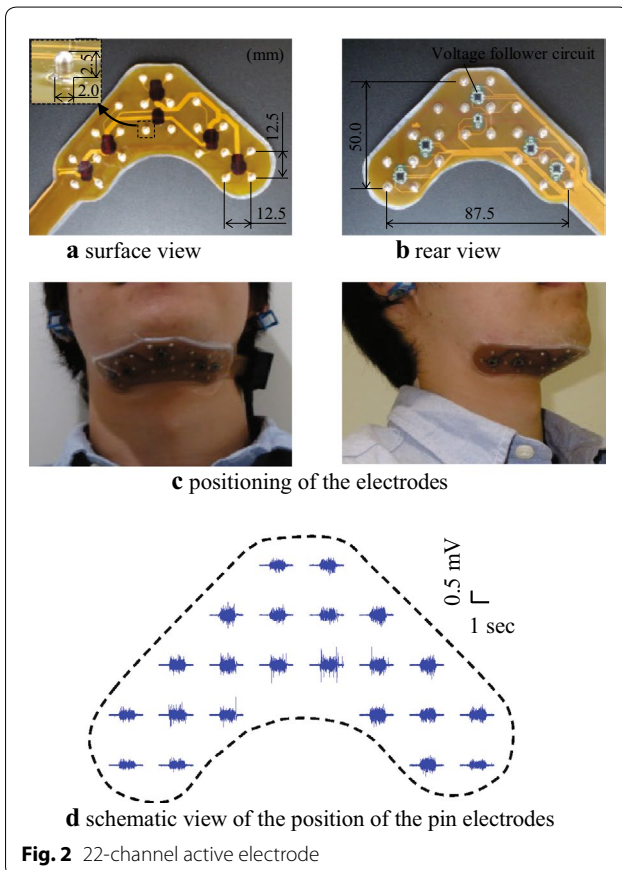 2.5
2.0
(mm)
12.5
12.5
a surface view
Voltage follower circuit
50.0
87.5
b rear view
c positioning of the electrodes
0.5 mV
1 sec
d schematic view of the position of the pin electrodes
Fig. 2 22-channel active electrode